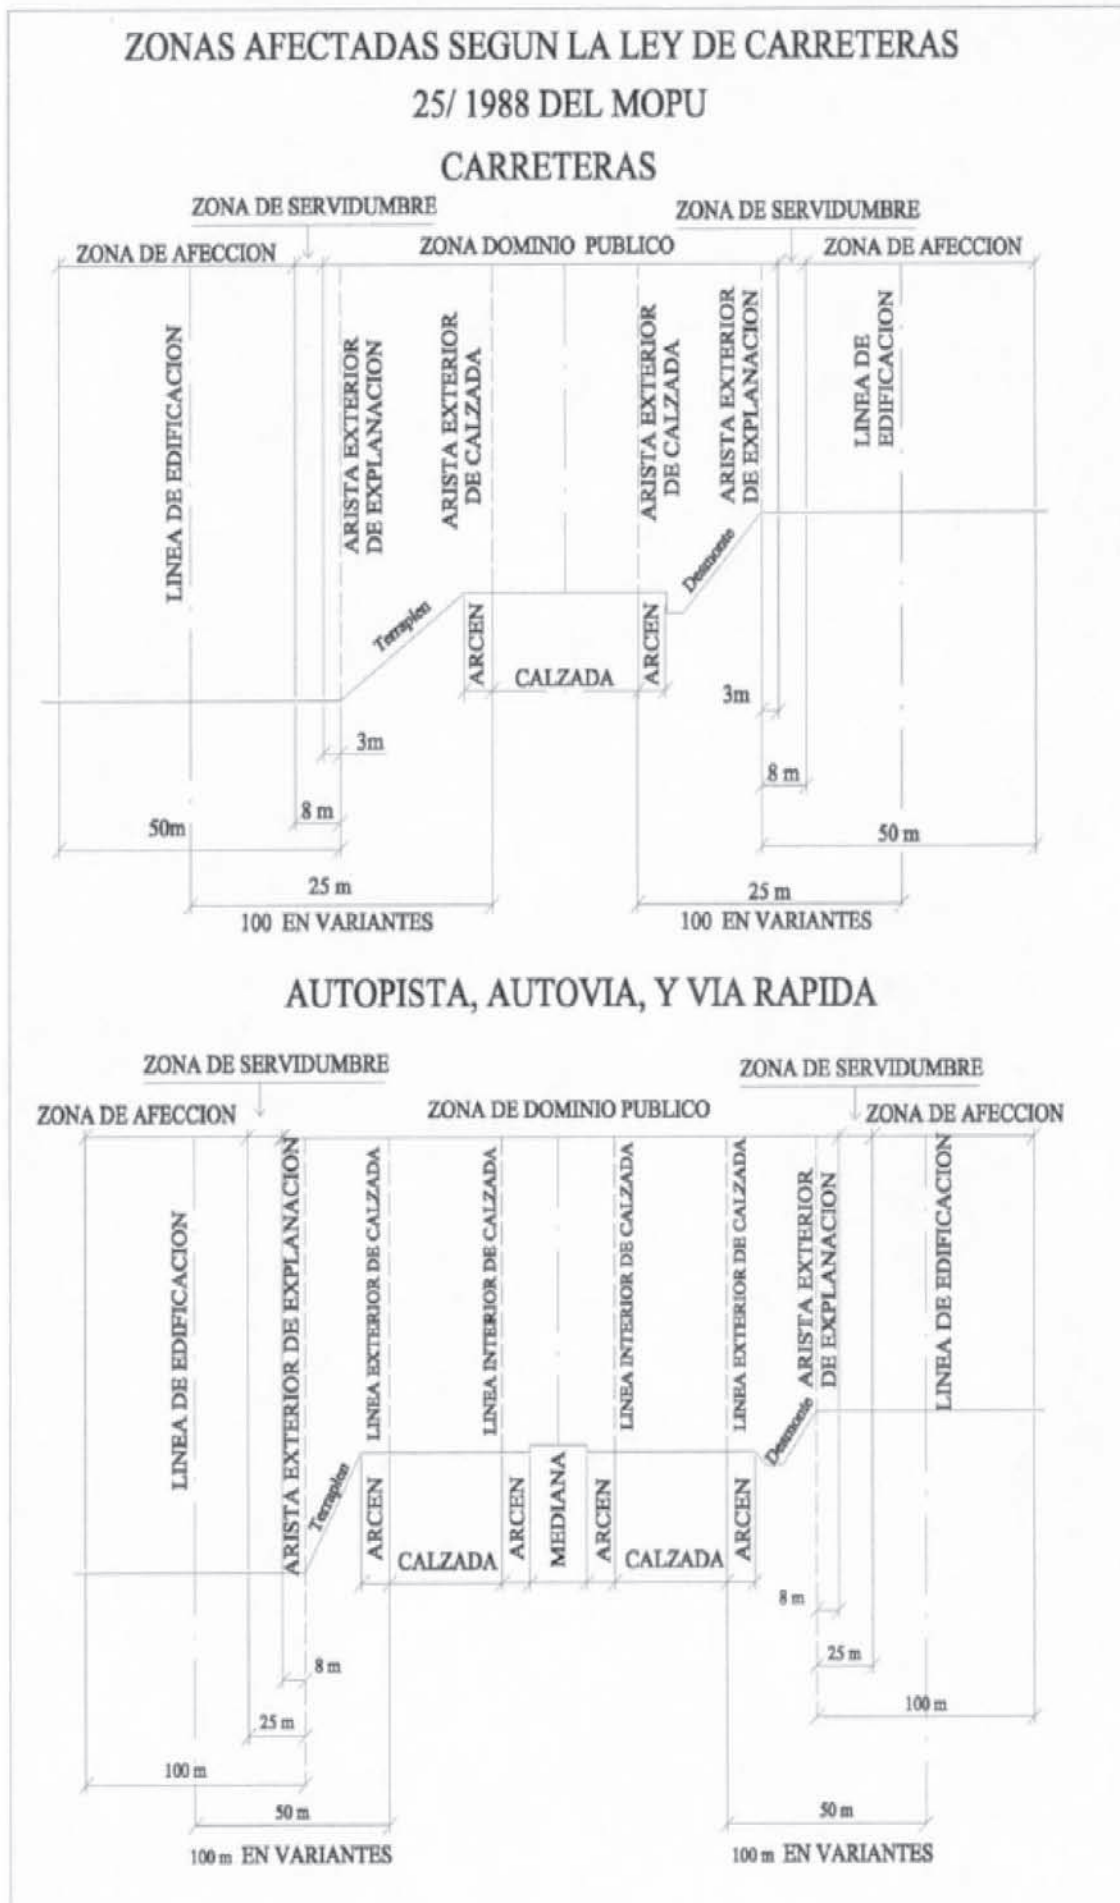 ZONAS AFECTADAS SEGUN LA LEY DE CARRETERAS
25/ 1988 DEL MOPU
CARRETERAS
ZONA DE SERVIDUMBRE
ZONA DE SERVIDUMBRE
ZONA DE AFECCION
ZONA DOMINIO PUBLICO
ZONA DE AFECCION
LINEA DE EDIFICACION
ARISTA EXTERIOR
DE EXPLANACION
ARISTA EXTERIOR
DE CALZADA
ARISTA EXTERIOR
DE CALZADA
ARISTA EXTERIOR
DE EXPLANACION
LINEA DE
EDIFICACION
Terraplen
Desmonte
ARCEN
CALZADA
ARCEN
3m
3m
8 m
8 m
50m
50 m
25 m
25 m
100 EN VARIANTES
100 EN VARIANTES
AUTOPISTA, AUTOVIA, Y VIA RAPIDA
ZONA DE SERVIDUMBRE
ZONA DE SERVIDUMBRE
ZONA DE AFECCION
ZONA DE DOMINIO PUBLICO
ZONA DE AFECCION
LINEA DE EDIFICACION
ARISTA EXTERIOR DE EXPLANACION
LINEA EXTERIOR DE CALZADA
LINEA INTERIOR DE CALZADA
LINEA INTERIOR DE CALZADA
LINEA EXTERIOR DE CALZADA
ARISTA EXTERIOR
DE EXPLANACION
LINEA DE EDIFICACION
Terraplen
Desmonte
ARCEN
CALZADA
ARCEN
MEDIANA
ARCEN
CALZADA
ARCEN
8 m
8 m
25 m
25 m
100 m
100 m
50 m
50 m
100 m EN VARIANTES
100 m EN VARIANTES